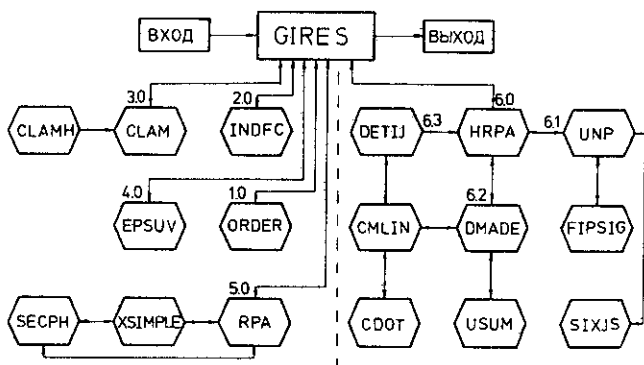 ВХОД
GIRES
ВЫХОД
3.0
2.0
6.0
CLAMH
CLAM
INDFC
DETIJ
6.3
HRPA
6.1
UNP
4.0
1.0
6.2
EPSUV
ORDER
CMLIN
DMADE
FIPSIG
5.0
SECPH
XSIMPLE
RPA
CDOT
USUM
SIXJS